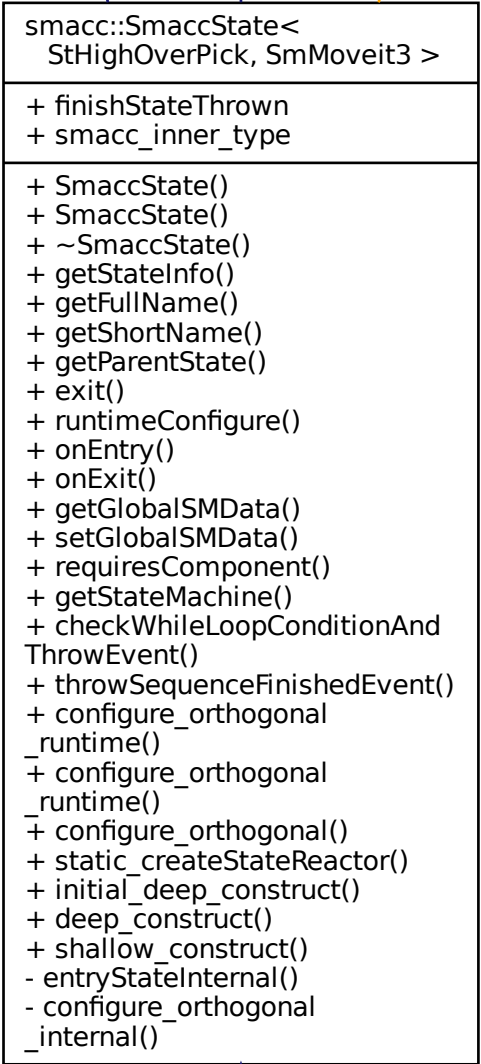 smacc::SmaccState<
StHighOverPick, SmMoveit3 >
+ finishStateThrown
+ smacc_inner_type
+ SmaccState()
+ SmaccState()
+ ~SmaccState()
+ getStateInfo()
+ getFullName()
+ getShortName()
+ getParentState()
+ exit()
+ runtimeConfigure()
+ onEntry()
+ onExit()
+ getGlobalSMData()
+ setGlobalSMData()
+ requiresComponent()
+ getStateMachine()
+ checkWhileLoopConditionAnd
ThrowEvent()
+ throwSequenceFinishedEvent()
+ configure_orthogonal
_runtime()
+ configure_orthogonal
_runtime()
+ configure_orthogonal()
+ static_createStateReactor()
+ initial_deep_construct()
+ deep_construct()
+ shallow_construct()
- entryStateInternal()
- configure_orthogonal
_internal()